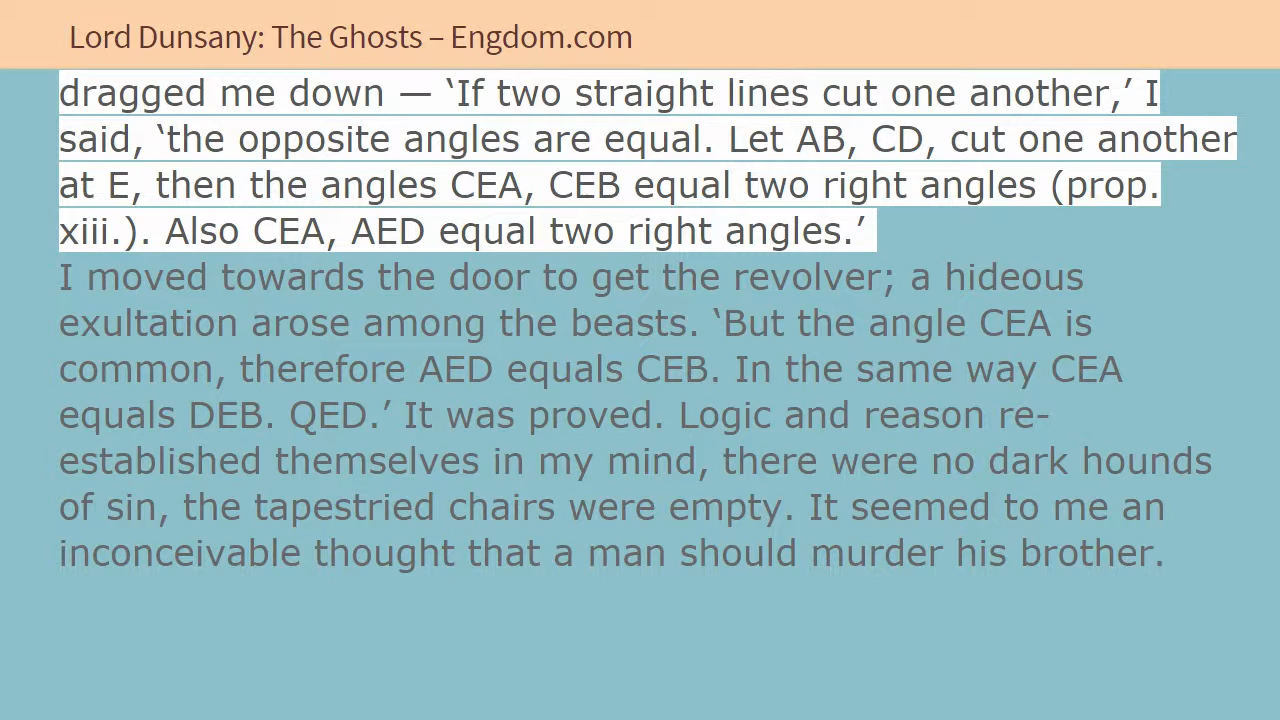 Lord Dunsany: The Ghosts – Engdom.com
dragged me down — ‘If two straight lines cut one another,’ I
said, ‘the opposite angles are equal. Let AB, CD, cut one another
at E, then the angles CEA, CEB equal two right angles (prop.
xiii.). Also CEA, AED equal two right angles.’
I moved towards the door to get the revolver; a hideous
exultation arose among the beasts. ‘But the angle CEA is
common, therefore AED equals CEB. In the same way CEA
equals DEB. QED.’ It was proved. Logic and reason re-
established themselves in my mind, there were no dark hounds
of sin, the tapestried chairs were empty. It seemed to me an
inconceivable thought that a man should murder his brother.